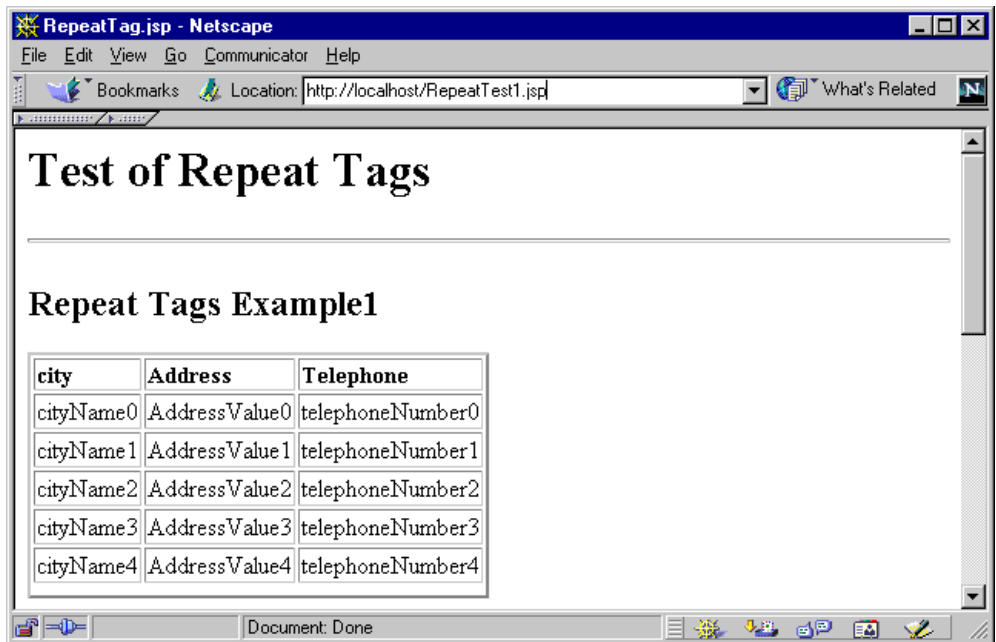 RepeatTag.jsp - Netscape
File Edit View Go Communicator Help
Bookmarks Location: http://localhost/RepeatTest1.jsp What's Related N
Test of Repeat Tags
Repeat Tags Example1
city Address Telephone
cityName0 AddressValue0 telephoneNumber0
cityName1 AddressValue1 telephoneNumber1
cityName2 AddressValue2 telephoneNumber2
cityName3 AddressValue3 telephoneNumber3
cityName4 AddressValue4 telephoneNumber4
Document: Done